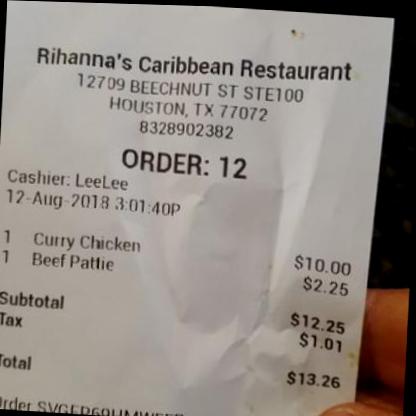 Rihanna's Caribbean Restaurant
12709 BEECHNUT ST STE100
HOUSTON, TX 77072
8328902382
ORDER: 12
Cashier: LeeLee
12-Aug-2018 3:01:40P
1 Curry Chicken $10.00
1 Beef Pattie $2.25
Subtotal $12.25
Tax $1.01
Total $13.26
Order